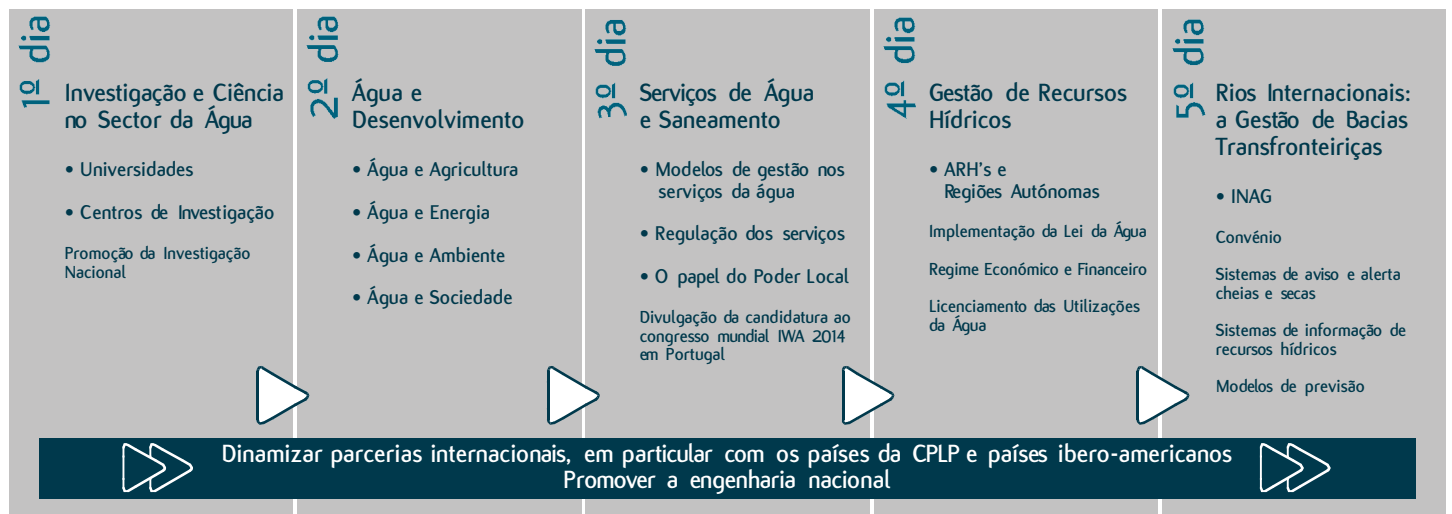 1º dia
Investigação e Ciência
no Sector da Água
• Universidades
• Centros de Investigação
Promoção da Investigação
Nacional
2º dia
Água e
Desenvolvimento
• Água e Agricultura
• Água e Energia
• Água e Ambiente
• Água e Sociedade
3º dia
Serviços de Água
e Saneamento
• Modelos de gestão nos
serviços da água
• Regulação dos serviços
• O papel do Poder Local
Divulgação da candidatura ao
congresso mundial IWA 2014
em Portugal
4º dia
Gestão de Recursos
Hídricos
• ARH's e
Regiões Autónomas
Implementação da Lei da Água
Regime Económico e Financeiro
Licenciamento das Utilizações
da Água
5º dia
Rios Internacionais:
a Gestão de Bacias
Transfronteiriças
• INAG
Convénio
Sistemas de aviso e alerta
cheias e secas
Sistemas de informação de
recursos hídricos
Modelos de previsão
Dinamizar parcerias internacionais, em particular com os países da CPLP e países ibero-americanos
Promover a engenharia nacional